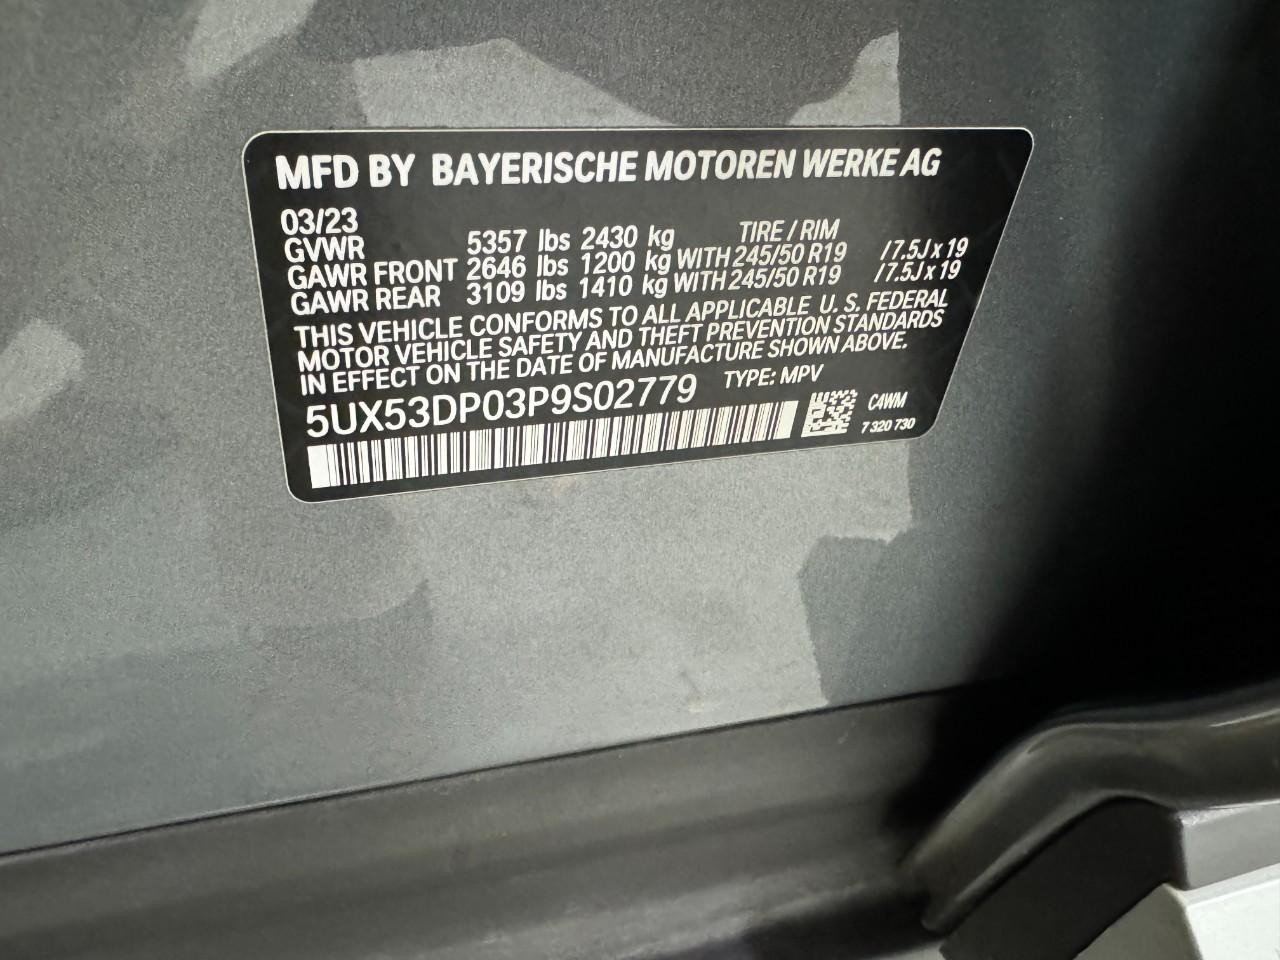 MFD BY BAYERISCHE MOTOREN WERKE AG
03/23
GVWR 5357 lbs 2430 kg TIRE / RIM
GAWR FRONT 2646 lbs 1200 kg WITH 245/50 R19 / 7.5J x 19
GAWR REAR 3109 lbs 1410 kg WITH 245/50 R19 / 7.5J x 19
THIS VEHICLE CONFORMS TO ALL APPLICABLE U. S. FEDERAL
MOTOR VEHICLE SAFETY AND THEFT PREVENTION STANDARDS
IN EFFECT ON THE DATE OF MANUFACTURE SHOWN ABOVE.
5UX53DP03P9S02779 TYPE: MPV
C4WM
7 320 730